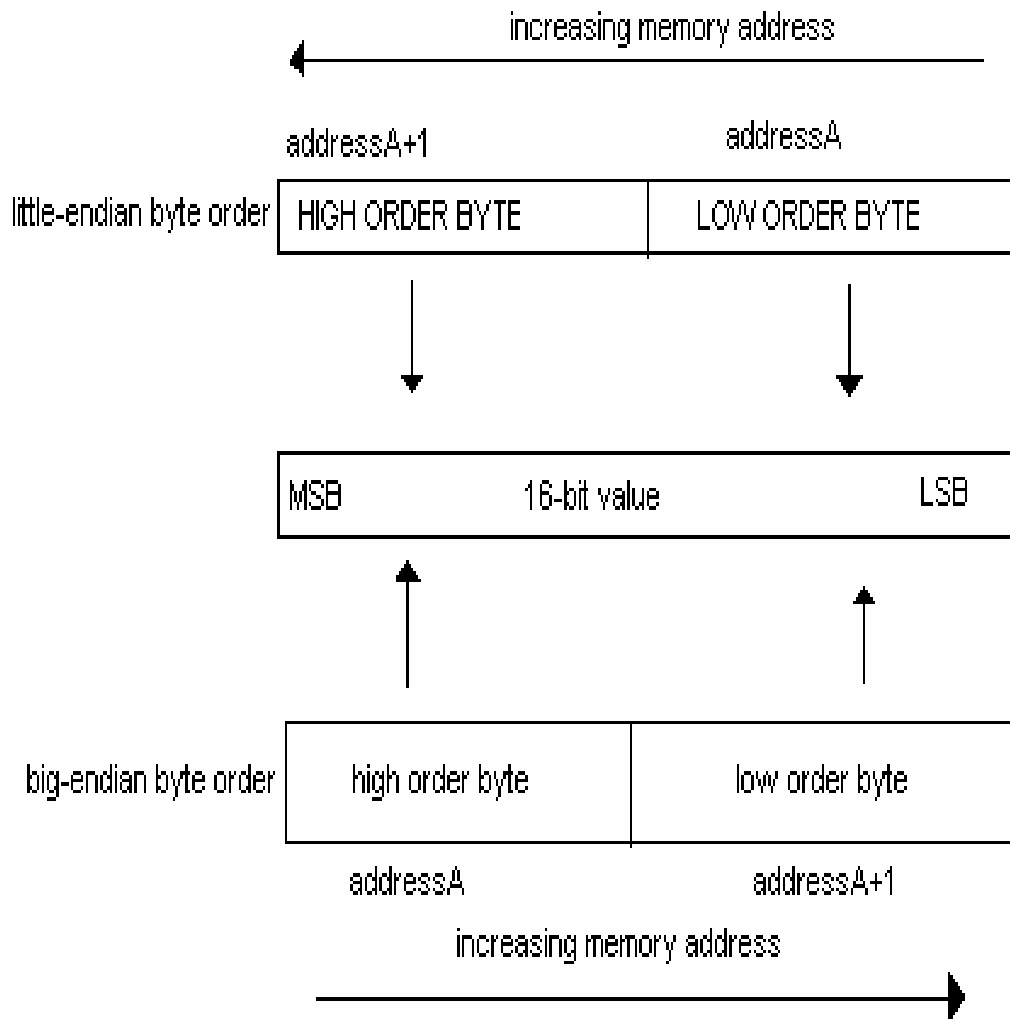 increasing memory address
addressA+1
addressA
little-endian byte order
HIGH ORDER BYTE
LOW ORDER BYTE
MSB
16-bit value
LSB
big-endian byte order
high order byte
low order byte
addressA
addressA+1
increasing memory address